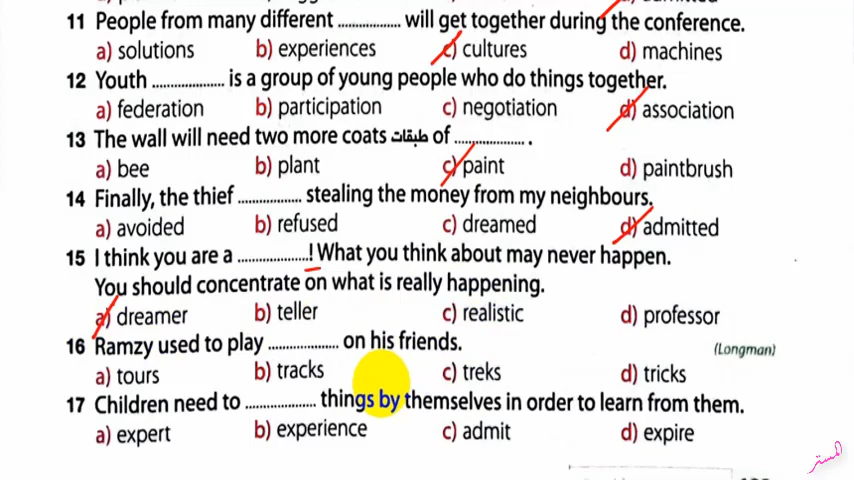 11 People from many different .................. will get together during the conference.
a) solutions b) experiences c) cultures d) machines
12 Youth .................. is a group of young people who do things together.
a) federation b) participation c) negotiation d) association
13 The wall will need two more coats طبقات of .................. .
a) bee b) plant c) paint d) paintbrush
14 Finally, the thief .................. stealing the money from my neighbours.
a) avoided b) refused c) dreamed d) admitted
15 I think you are a ..................! What you think about may never happen.
You should concentrate on what is really happening.
a) dreamer b) teller c) realistic d) professor
16 Ramzy used to play .................. on his friends.
(Longman)
a) tours b) tracks c) treks d) tricks
17 Children need to .................. things by themselves in order to learn from them.
a) expert b) experience c) admit d) expire
المستر